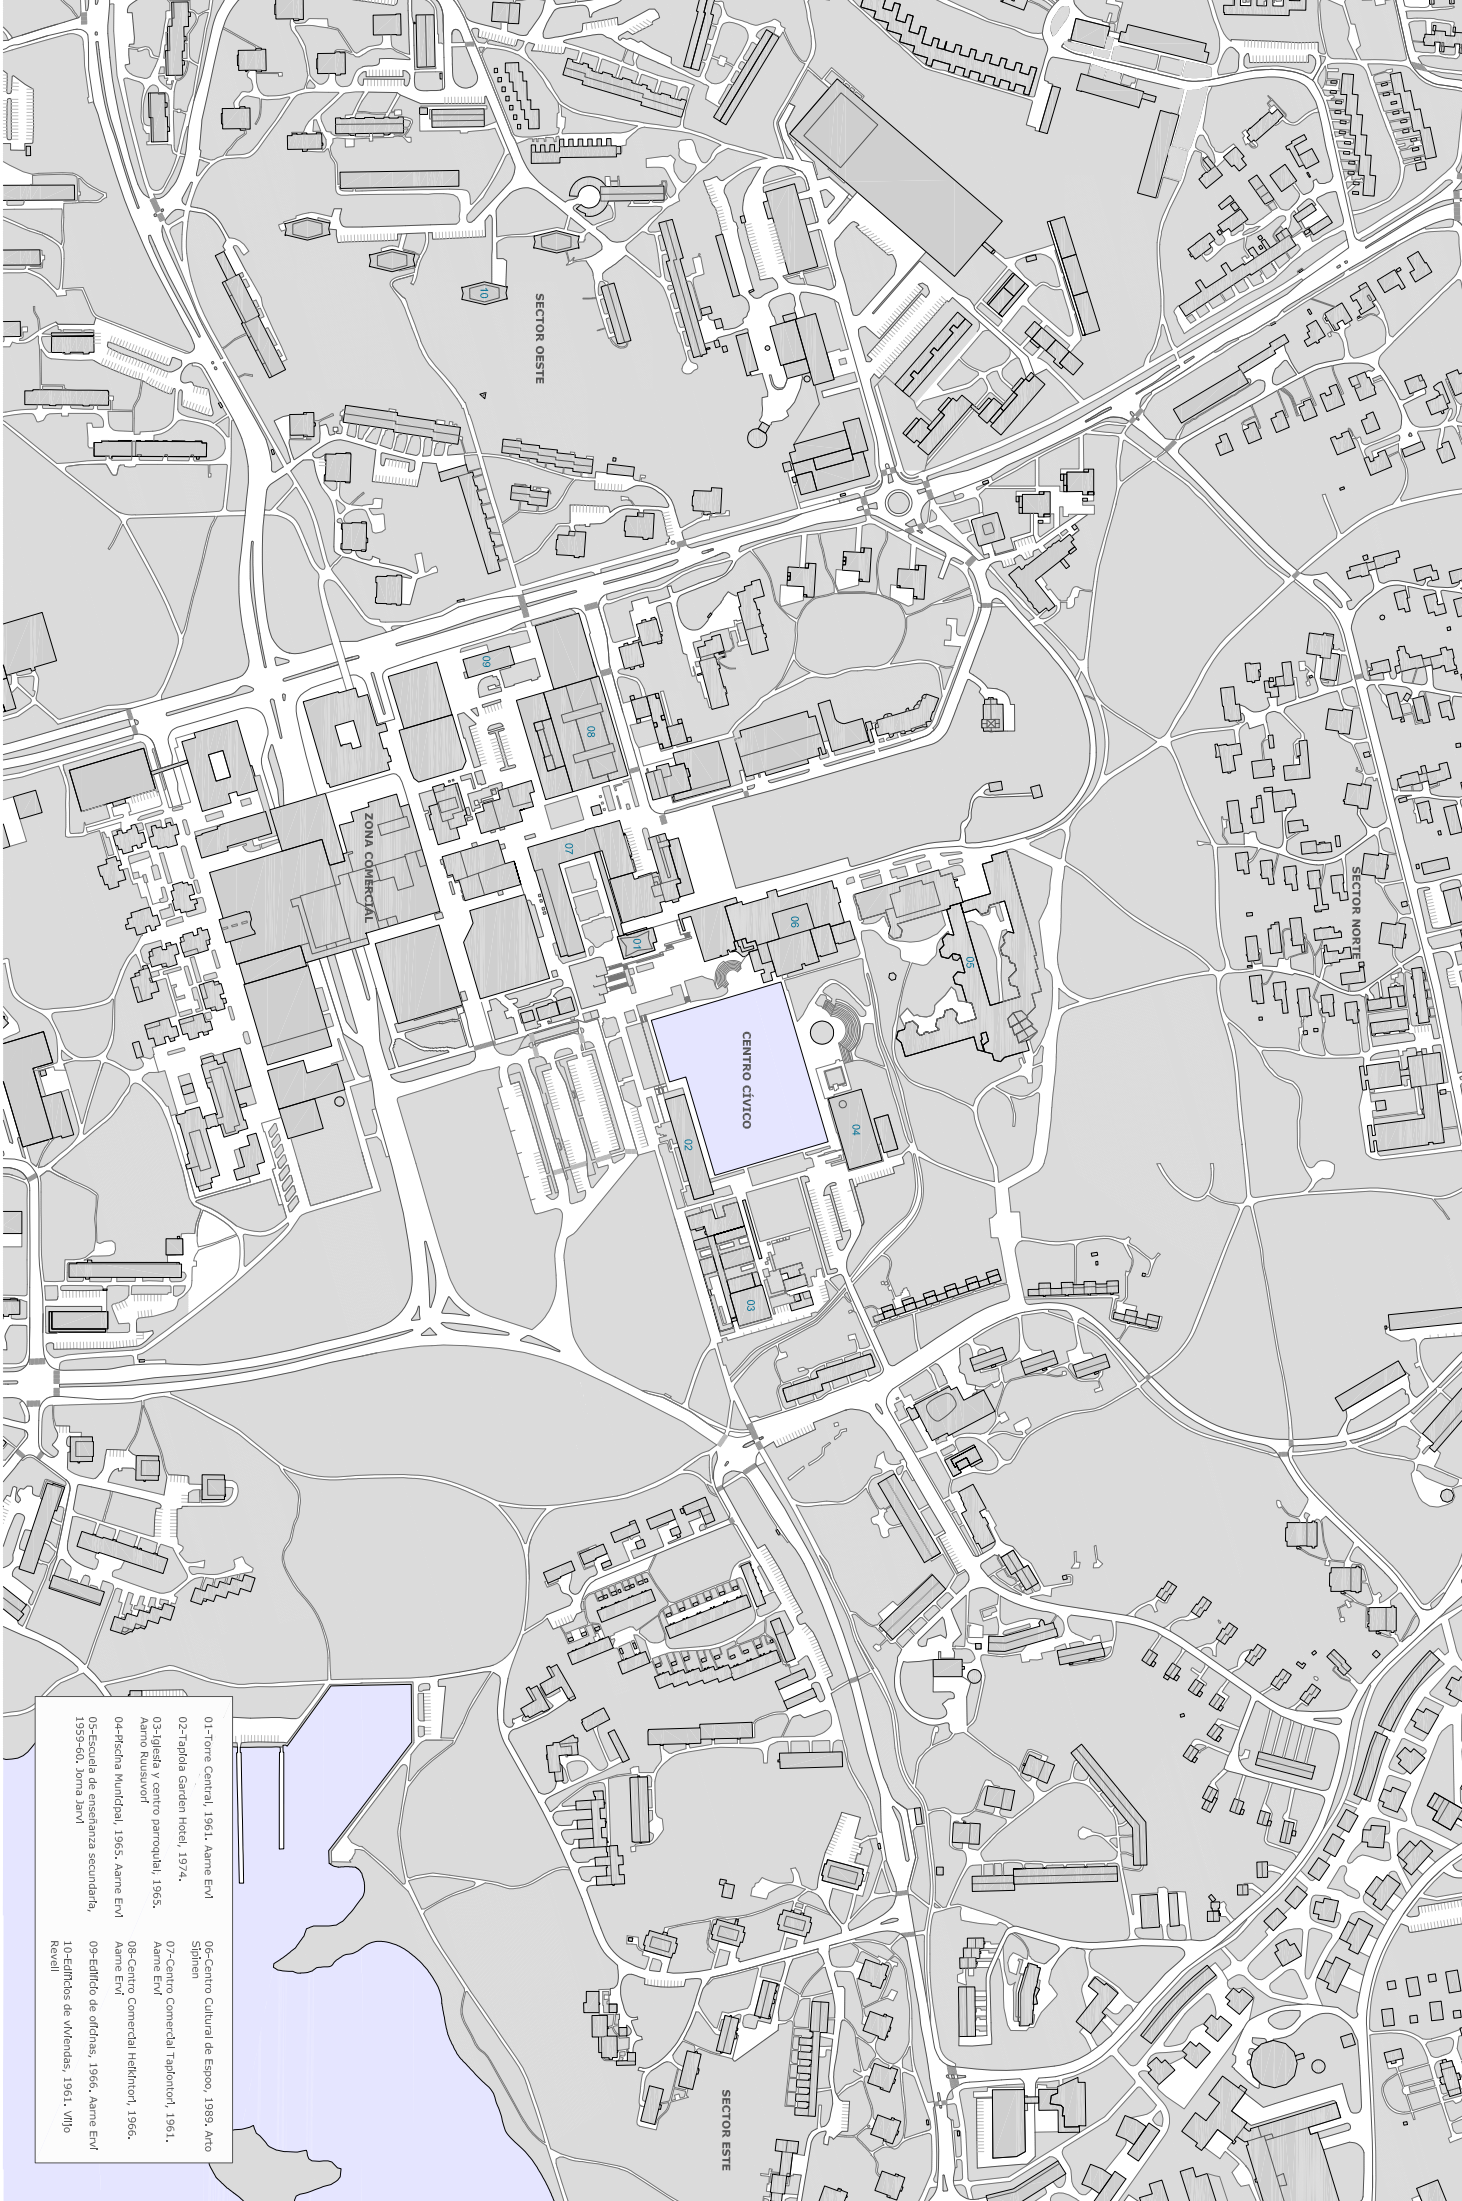 SECTOR NORTE
SECTOR OESTE
ZONA COMERCIAL
CENTRO CÍVICO
SECTOR ESTE
10
09
08
07
06
01
05
04
02
03
01-Torre Central, 1961. Aarne Ervi
02-Tapiola Garden Hotel, 1974.
03-Iglesia y centro parroquial, 1965.
Aarno Ruusuvori
04-Piscina Municipal, 1965. Aarne Ervi
05-Escuela de enseñanza secundaria,
1959-60. Jorma Jarvi
06-Centro Cultural de Espoo, 1989. Arto
Sipinen
07-Centro Comercial Tapiontori, 1961.
Aarne Ervi
08-Centro Comercial Heikintori, 1966.
Aarne Ervi
09-Edificio de oficinas, 1966. Aarne Ervi
10-Edificios de viviendas, 1961. Viljo
Revell